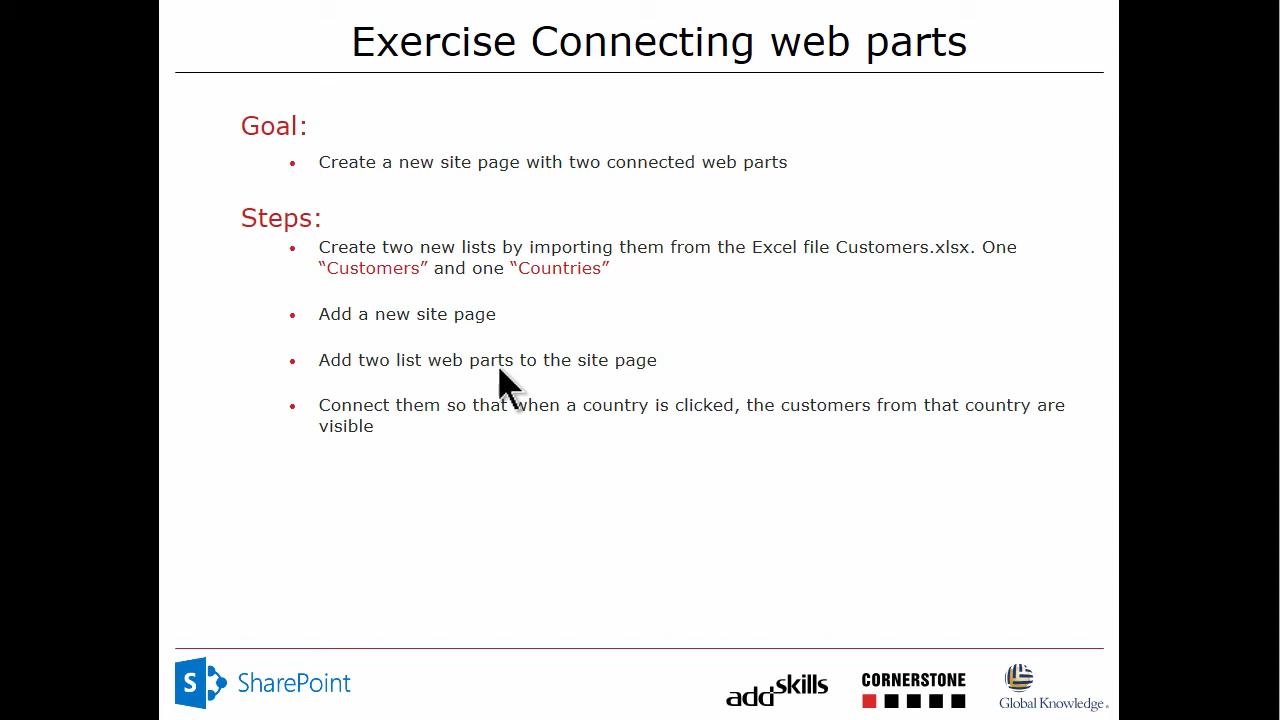 Exercise Connecting web parts
Goal:
• Create a new site page with two connected web parts
Steps:
• Create two new lists by importing them from the Excel file Customers.xlsx. One
“Customers” and one “Countries”
• Add a new site page
• Add two list web parts to the site page
• Connect them so that when a country is clicked, the customers from that country are
visible
S SharePoint
addskills
CORNERSTONE
Global Knowledge®